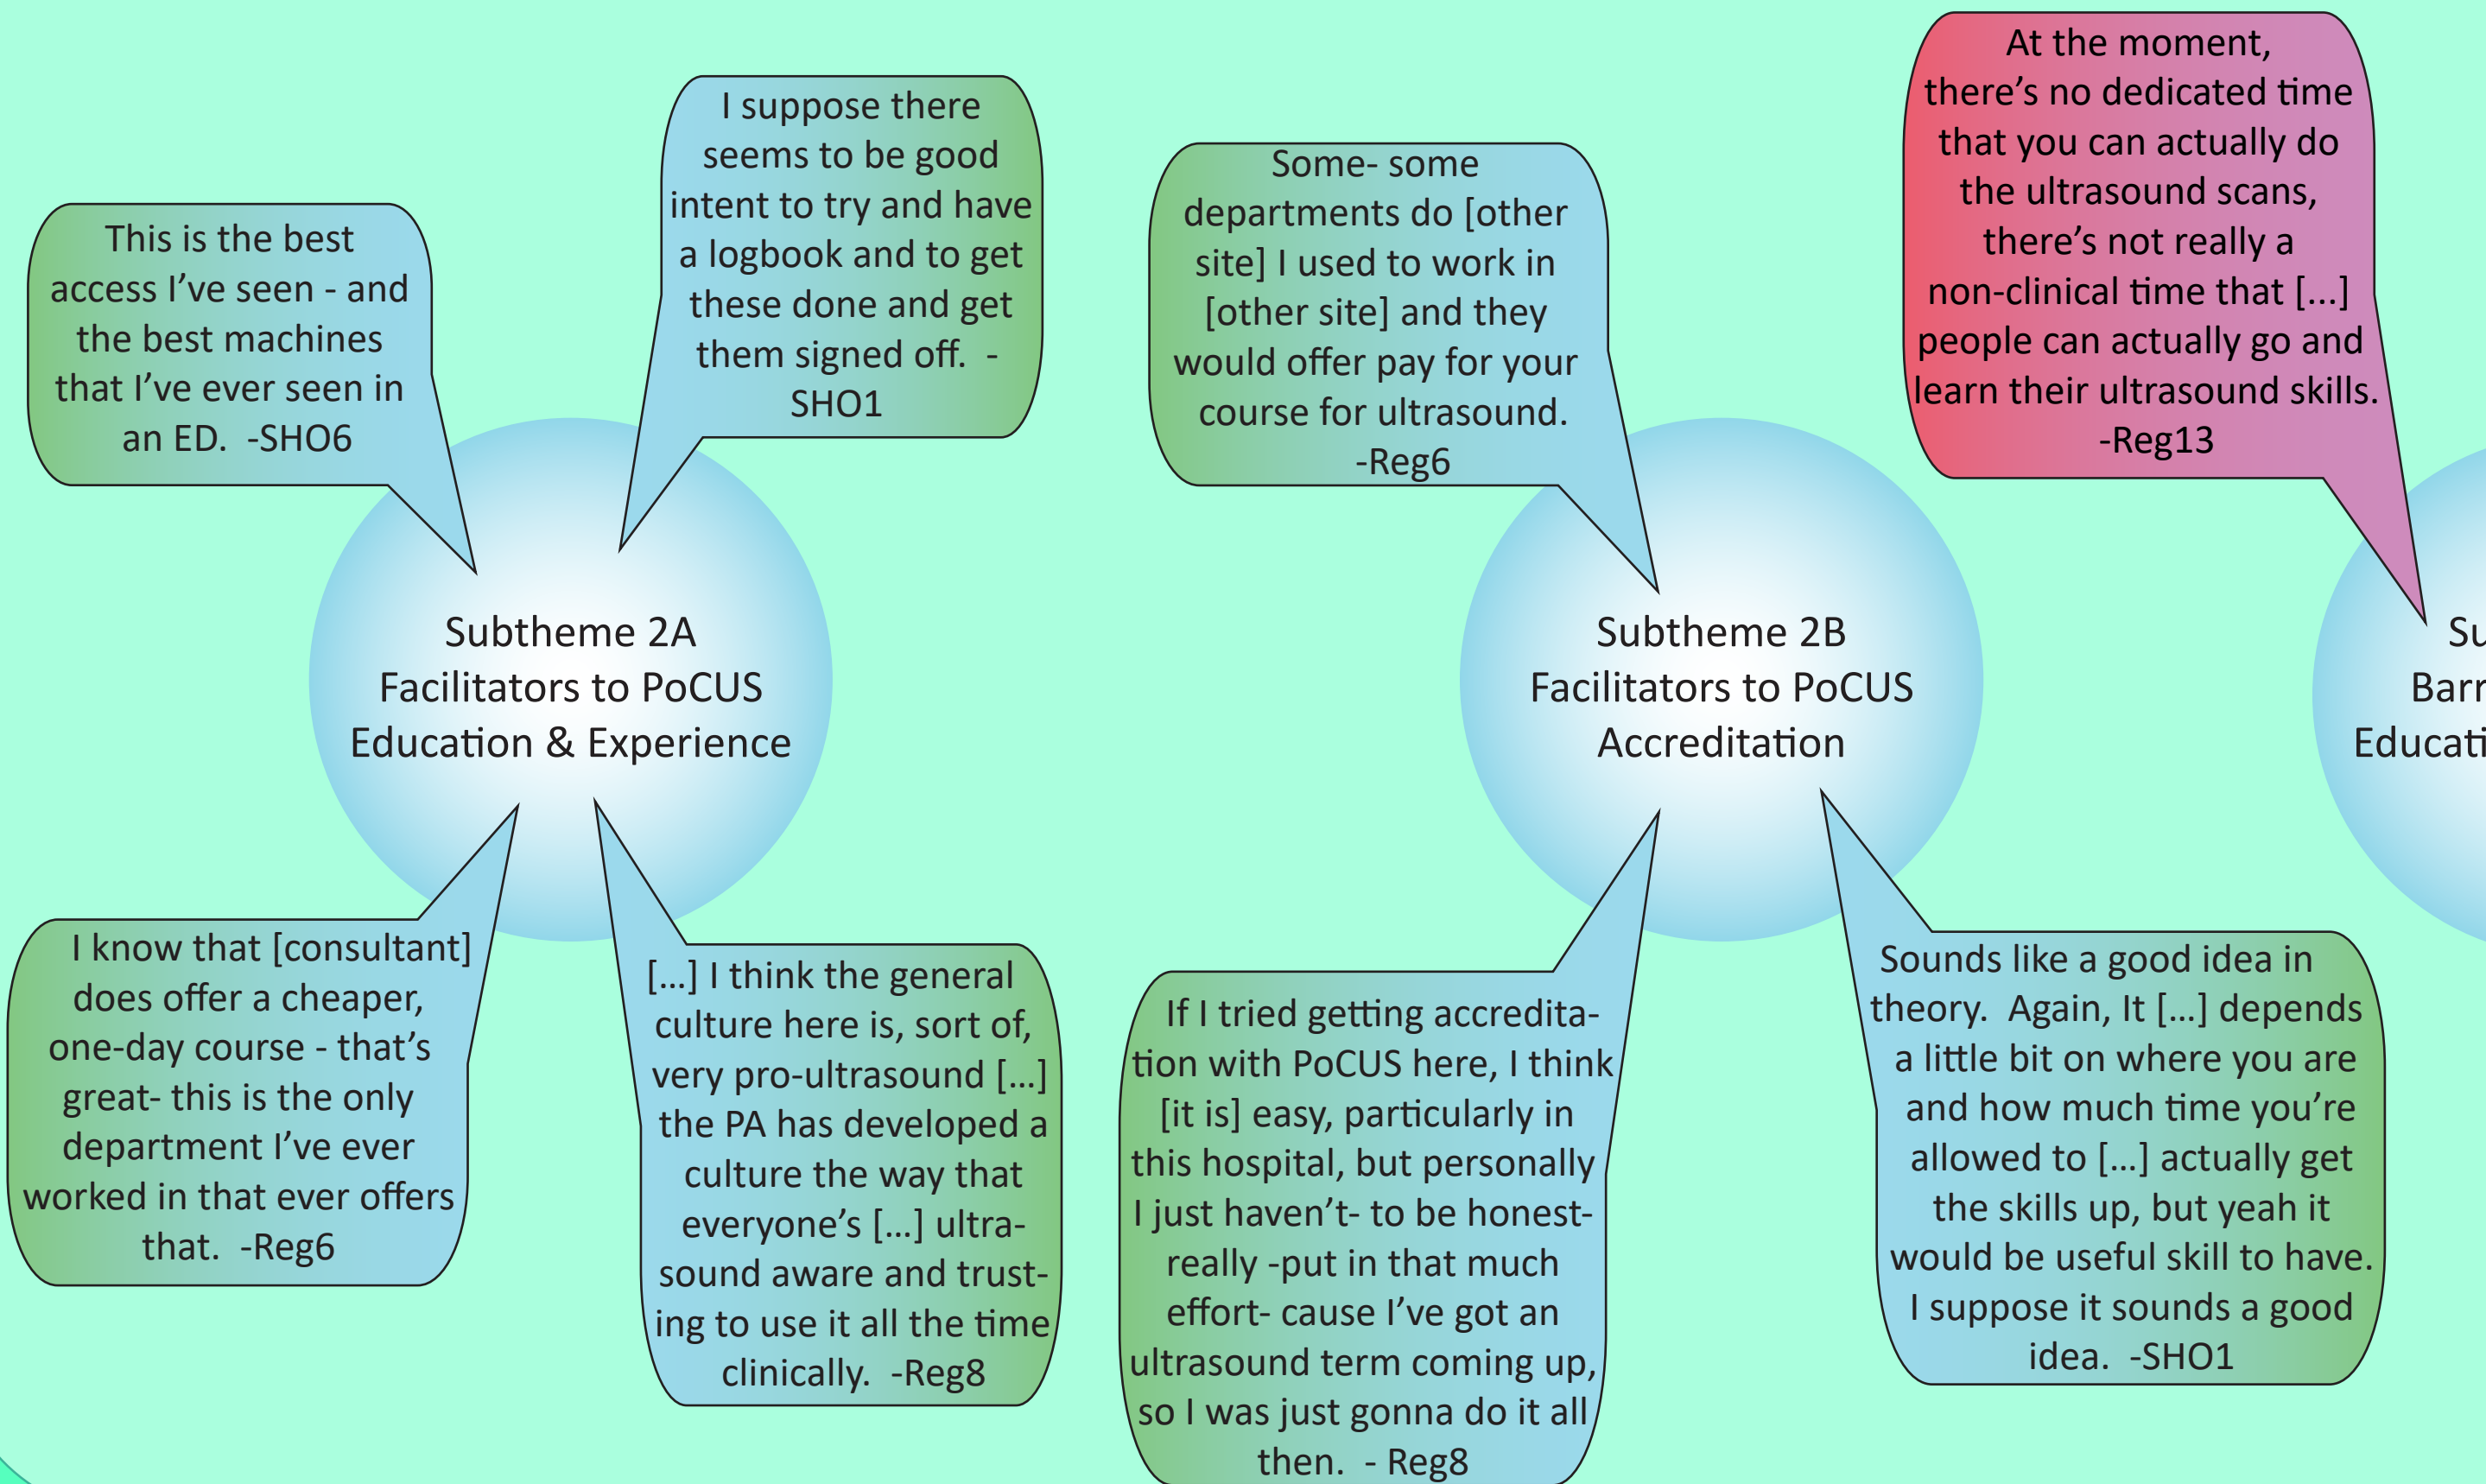 This is the best
access I've seen - and
the best machines
that I've ever seen in
an ED.  -SHO6
I suppose there
seems to be good
intent to try and have
a logbook and to get
these done and get
them signed off.  -
SHO1
Subtheme 2A
Facilitators to PoCUS
Education & Experience
I know that [consultant]
does offer a cheaper,
one-day course - that's
great- this is the only
department I've ever
worked in that ever offers
that.  -Reg6
[...] I think the general
culture here is, sort of,
very pro-ultrasound [...]
the PA has developed a
culture the way that
everyone's [...] ultra-
sound aware and trust-
ing to use it all the time
clinically.  -Reg8
Some- some
departments do [other
site] I used to work in
[other site] and they
would offer pay for your
course for ultrasound.
-Reg6
Subtheme 2B
Facilitators to PoCUS
Accreditation
If I tried getting accredita-
tion with PoCUS here, I think
[it is] easy, particularly in
this hospital, but personally
I just haven't- to be honest-
really -put in that much
effort- cause I've got an
ultrasound term coming up,
so I was just gonna do it all
then.  - Reg8
Sounds like a good idea in
theory.  Again, It [...] depends
a little bit on where you are
and how much time you're
allowed to [...] actually get
the skills up, but yeah it
would be useful skill to have.
I suppose it sounds a good
idea.  -SHO1
At the moment,
there's no dedicated time
that you can actually do
the ultrasound scans,
there's not really a
non-clinical time that [...]
people can actually go and
learn their ultrasound skills.
-Reg13
Su
Barr
Educati